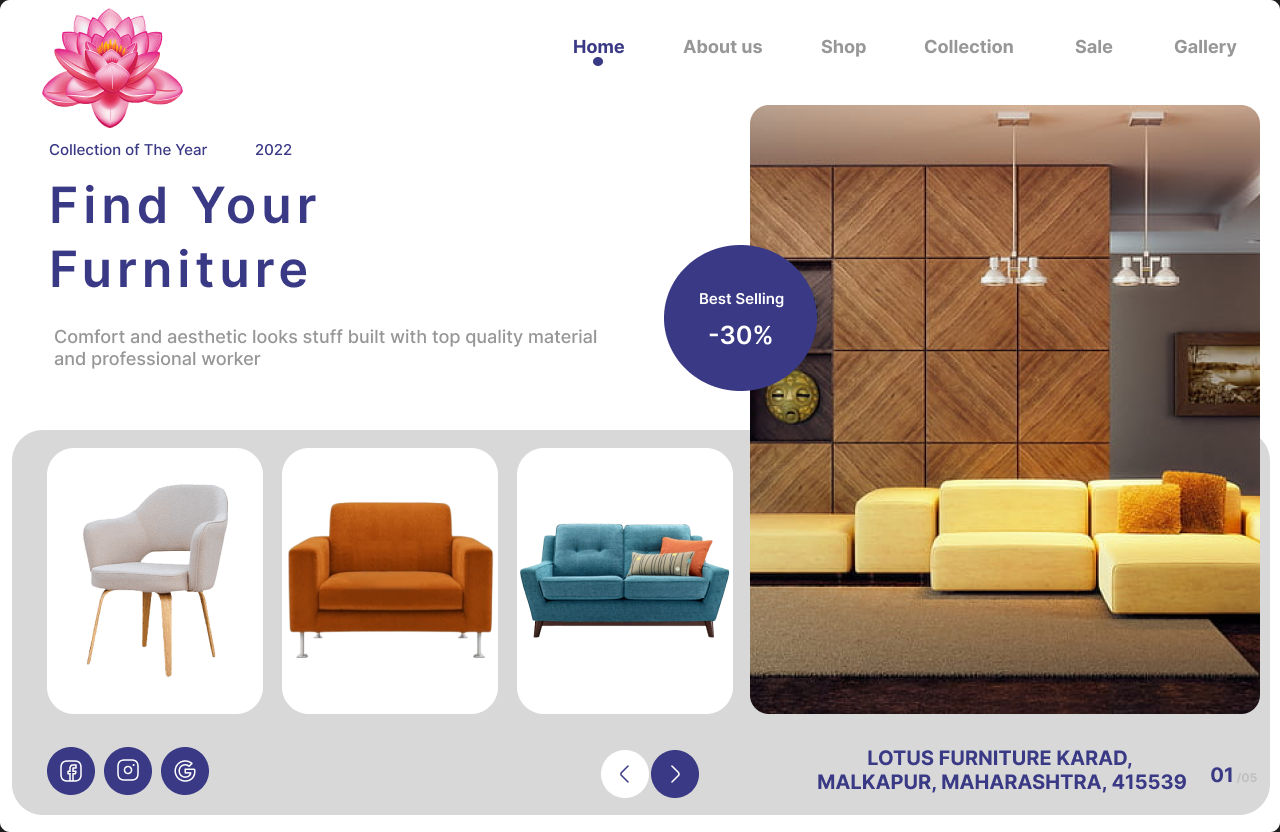 Home
About us
Shop
Collection
Sale
Gallery
Collection of The Year 2022
Find Your
Furniture
Comfort and aesthetic looks stuff built with top quality material
and professional worker
Best Selling
-30%
LOTUS FURNITURE KARAD,
MALKAPUR, MAHARASHTRA, 415539
01 /05